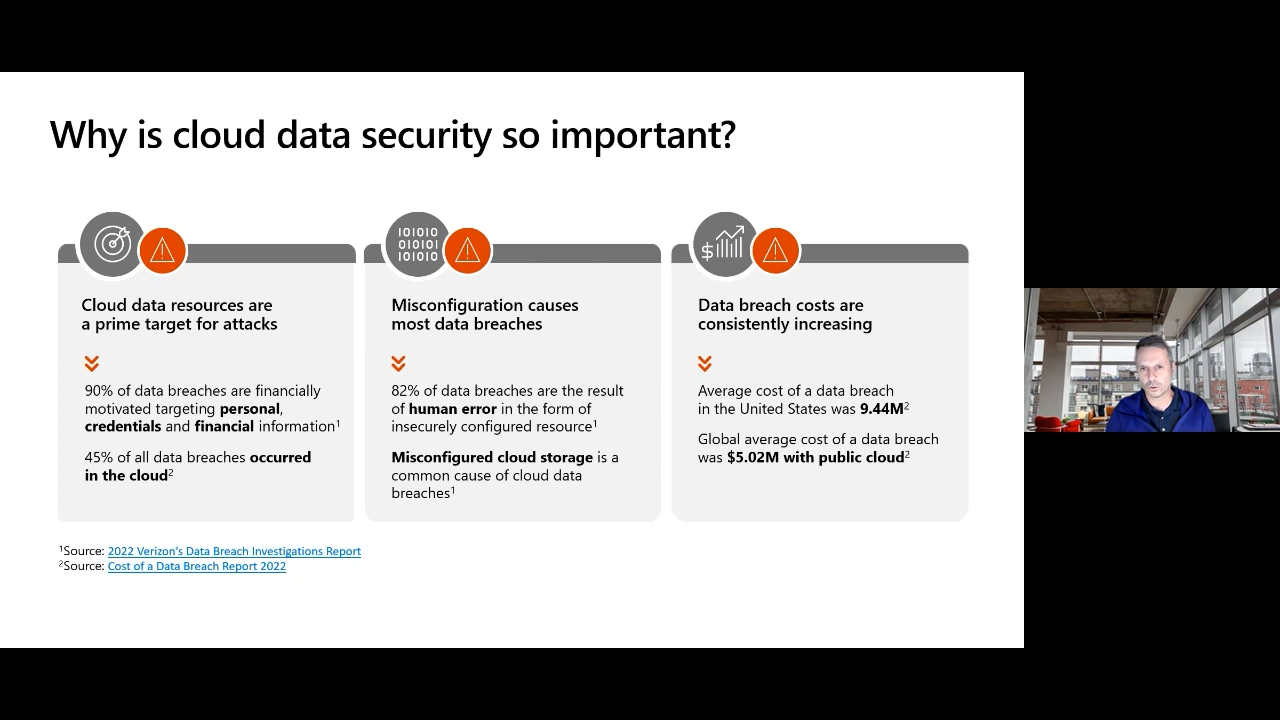 Why is cloud data security so important?
Cloud data resources are
a prime target for attacks
90% of data breaches are financially
motivated targeting personal,
credentials and financial information¹
45% of all data breaches occurred
in the cloud²
Misconfiguration causes
most data breaches
82% of data breaches are the result
of human error in the form of
insecurely configured resource¹
Misconfigured cloud storage is a
common cause of cloud data
breaches¹
Data breach costs are
consistently increasing
Average cost of a data breach
in the United States was 9.44M²
Global average cost of a data breach
was $5.02M with public cloud²
¹Source: 2022 Verizon’s Data Breach Investigations Report
²Source: Cost of a Data Breach Report 2022